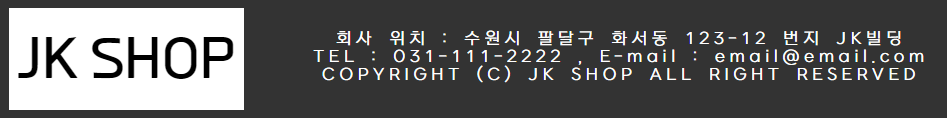 JK SHOP
회사 위치 : 수원시 팔달구 화서동 123-12 번지 JK빌딩
TEL : 031-111-2222 , E-mail : email@email.com
COPYRIGHT (C) JK SHOP ALL RIGHT RESERVED